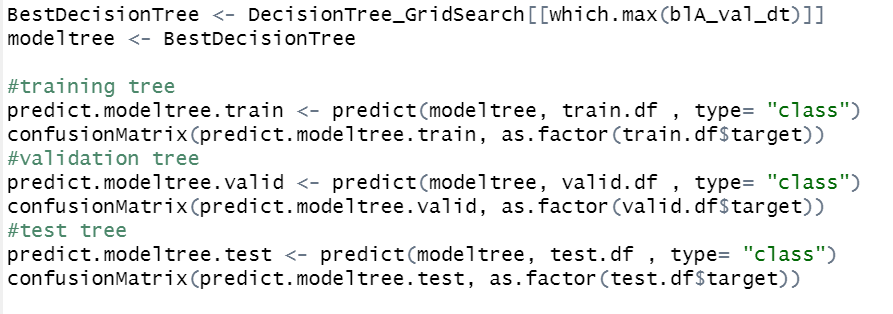 BestDecisionTree <- DecisionTree_GridSearch[[which.max(blA_val_dt)]]
modeltree <- BestDecisionTree
#training tree
predict.modeltree.train <- predict(modeltree, train.df , type= "class")
confusionMatrix(predict.modeltree.train, as.factor(train.df$target))
#validation tree
predict.modeltree.valid <- predict(modeltree, valid.df , type= "class")
confusionMatrix(predict.modeltree.valid, as.factor(valid.df$target))
#test tree
predict.modeltree.test <- predict(modeltree, test.df , type= "class")
confusionMatrix(predict.modeltree.test, as.factor(test.df$target))